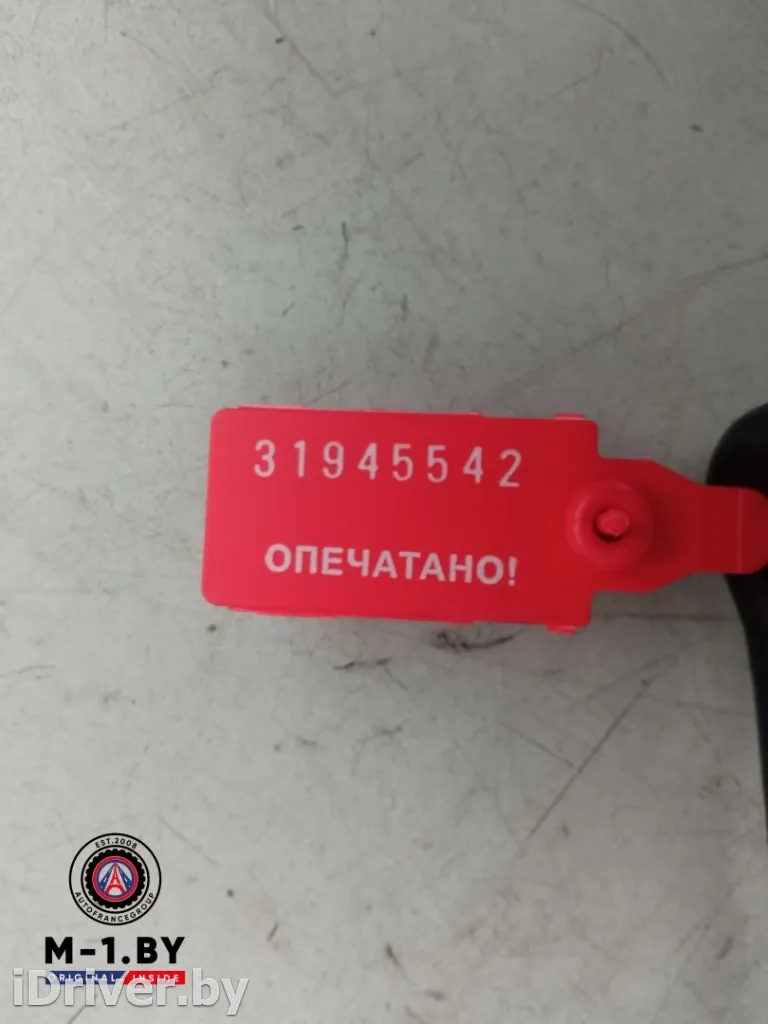 31945542
ОПЕЧАТАНО!
EST.2008
AUTOFRANCEGROUP
M-1.BY
ORIGINAL INSIDE
iDriver.by